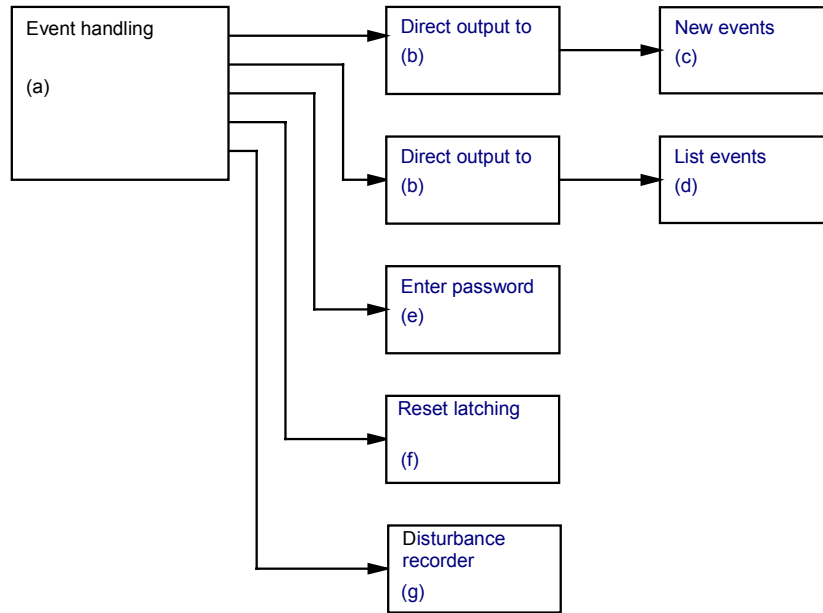 Event handling
(a)
Direct output to
(b)
New events
(c)
Direct output to
(b)
List events
(d)
Enter password
(e)
Reset latching
(f)
Disturbance
recorder
(g)